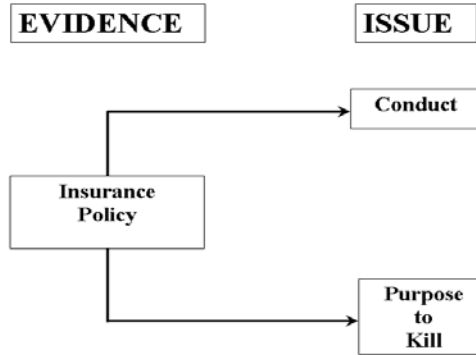 EVIDENCE
ISSUE
Conduct
Insurance
Policy
Purpose
to
Kill